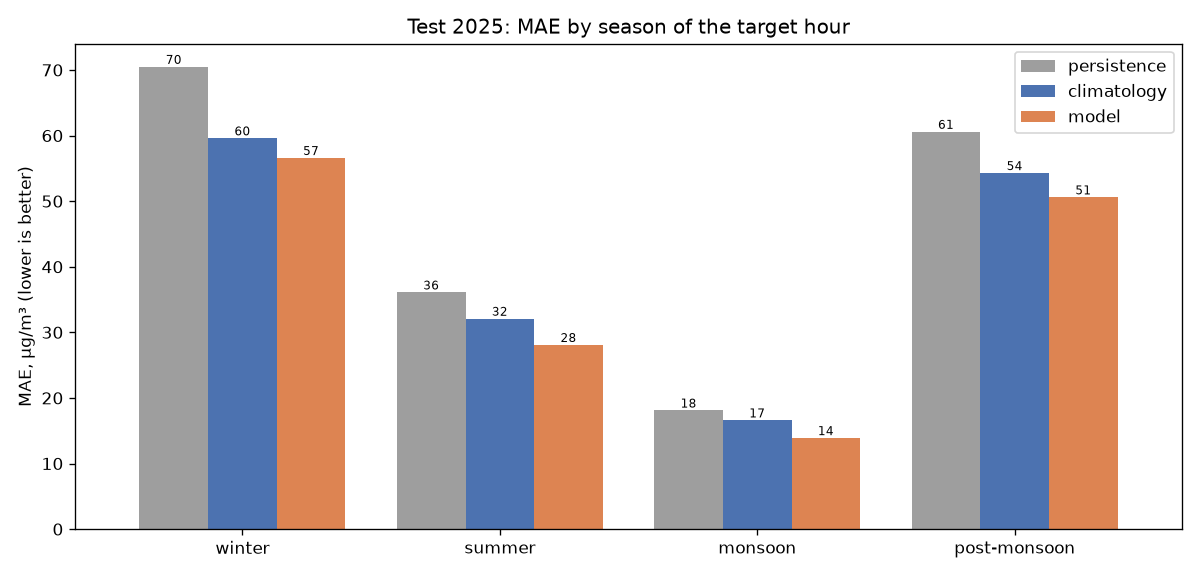 Test 2025: MAE by season of the target hour
MAE, µg/m³ (lower is better)
70
60
50
40
30
20
10
0
persistence
climatology
model
70
60
57
36
32
28
18
17
14
61
54
51
winter
summer
monsoon
post-monsoon